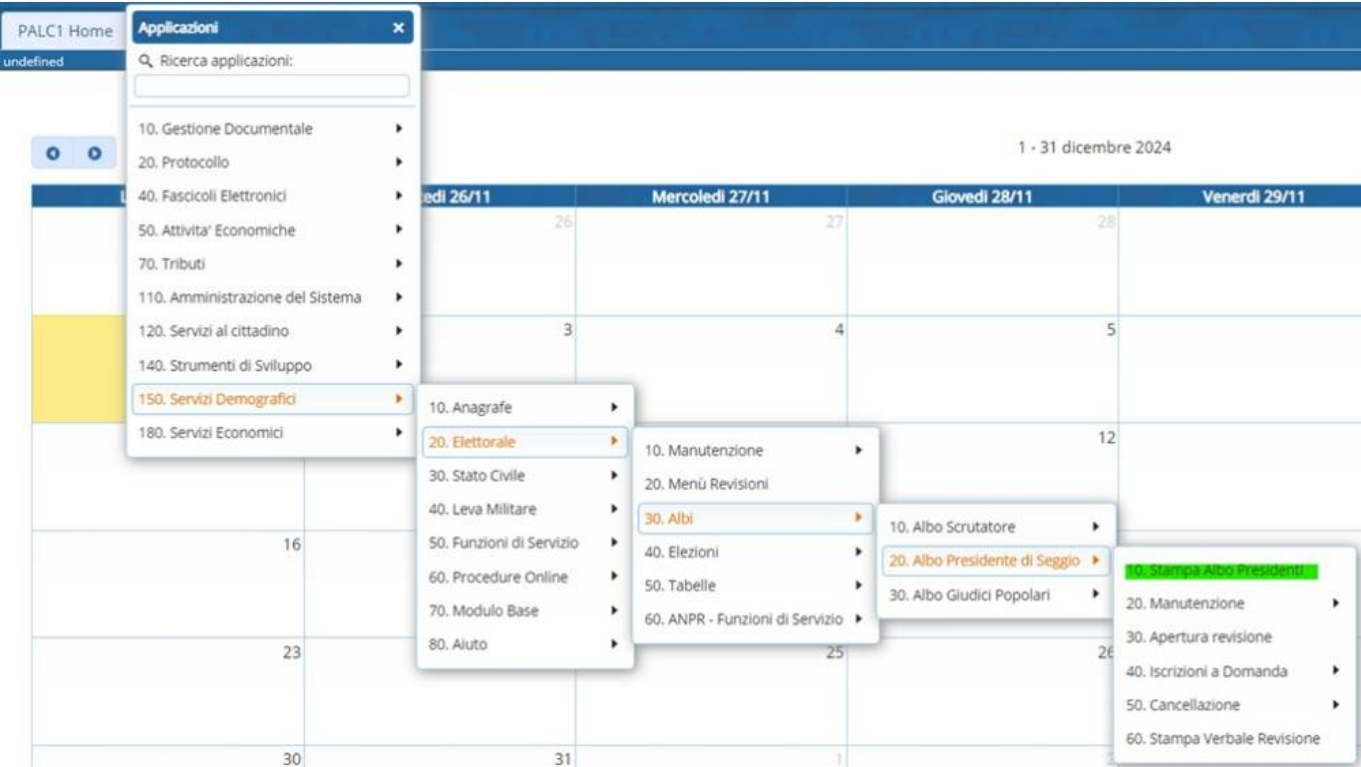 PALC1 Home
Applicazioni
undefined
Ricerca applicazioni:
10. Gestione Documentale
20. Protocollo
40. Fascicoli Elettronici
50. Attivita' Economiche
70. Tributi
110. Amministrazione del Sistema
120. Servizi al cittadino
140. Strumenti di Sviluppo
150. Servizi Demografici
180. Servizi Economici
10. Anagrafe
20. Elettorale
30. Stato Civile
40. Leva Militare
50. Funzioni di Servizio
60. Procedure Online
70. Modulo Base
80. Aiuto
10. Manutenzione
20. Menù Revisioni
30. Albi
40. Elezioni
50. Tabelle
60. ANPR - Funzioni di Servizio
10. Albo Scrutatore
20. Albo Presidente di Seggio
30. Albo Giudici Popolari
10. Stampa Albo Presidenti
20. Manutenzione
30. Apertura revisione
40. Iscrizioni a Domanda
50. Cancellazione
60. Stampa Verbale Revisione
1 - 31 dicembre 2024
26/11 Mercoledì 27/11 Giovedì 28/11 Venerdì 29/11
26 27 28
3 4 5
12
16
23 25
30 31 1